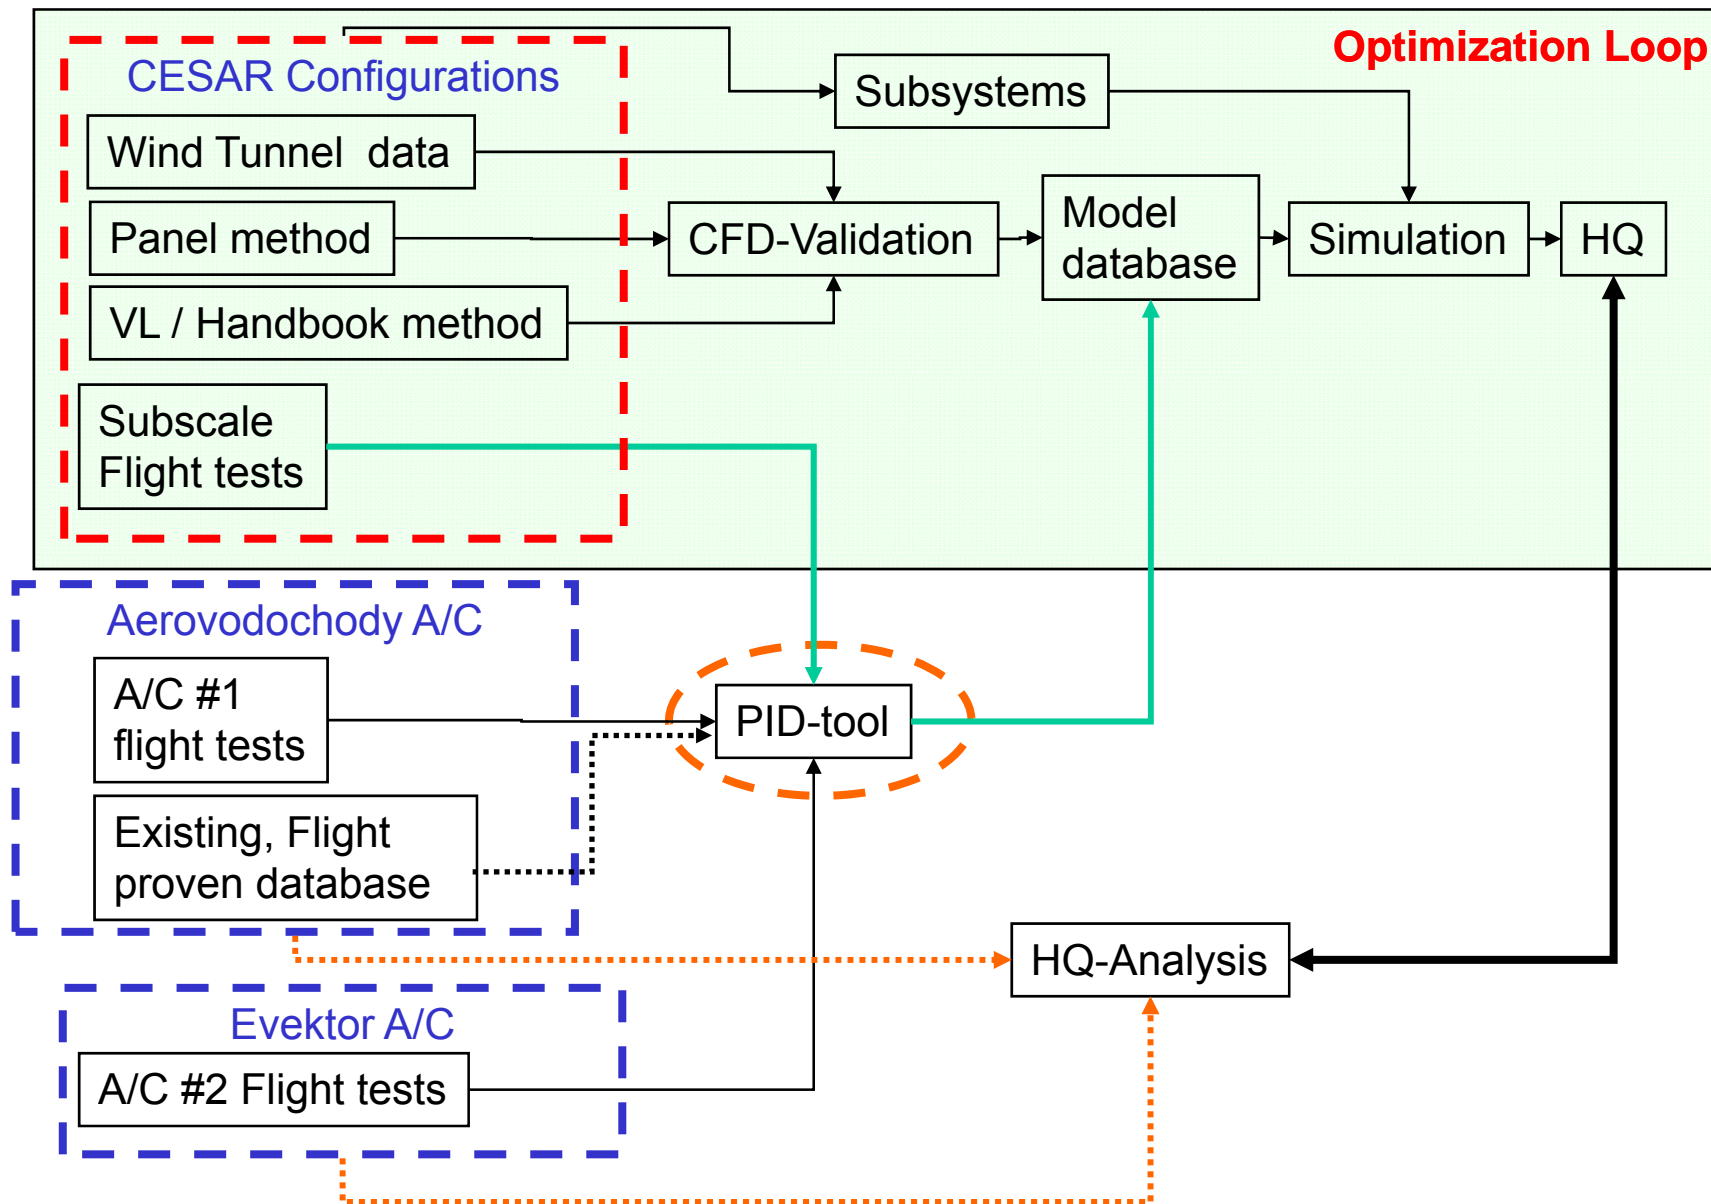 Optimization Loop
CESAR Configurations
Subsystems
Wind Tunnel data
Panel method
CFD-Validation
Model
database
Simulation
HQ
VL / Handbook method
Subscale
Flight tests
Aerovodochody A/C
A/C #1
flight tests
PID-tool
Existing, Flight
proven database
HQ-Analysis
Evektor A/C
A/C #2 Flight tests